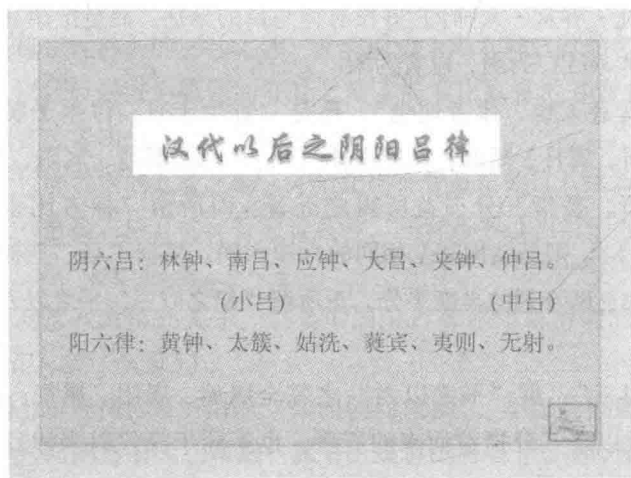 汉代以后之阴阳吕律
阴六吕：林钟、南吕、应钟、大吕、夹钟、仲吕。
(小吕) (中吕)
阳六律：黄钟、太簇、姑洗、蕤宾、夷则、无射。